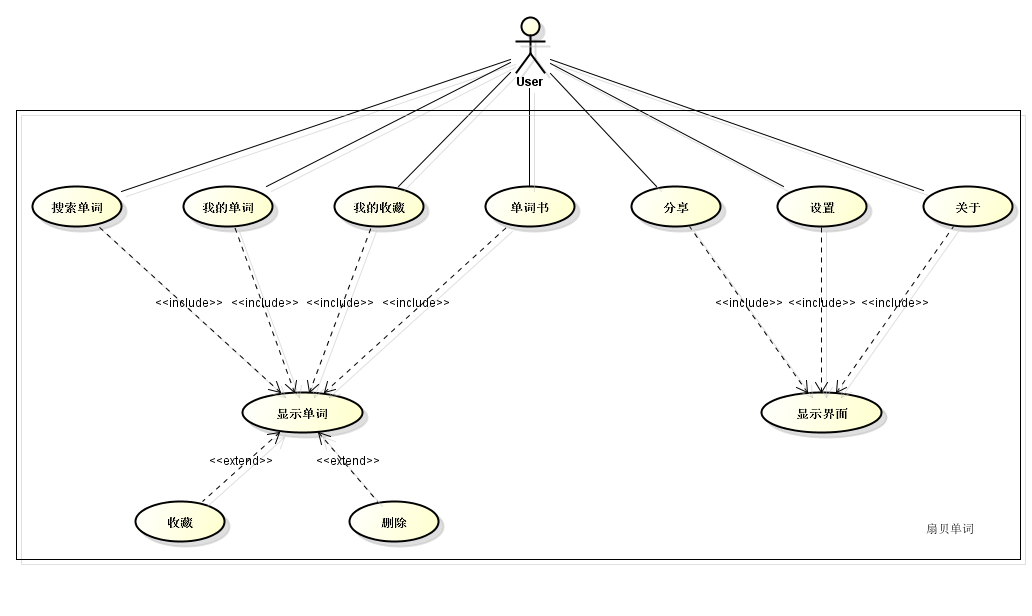 User
搜索单词
我的单词
我的收藏
单词书
分享
设置
关于
<<include>>
<<include>>
<<include>>
<<include>>
<<include>>
<<include>>
<<include>>
显示单词
显示界面
<<extend>>
<<extend>>
收藏
删除
扇贝单词